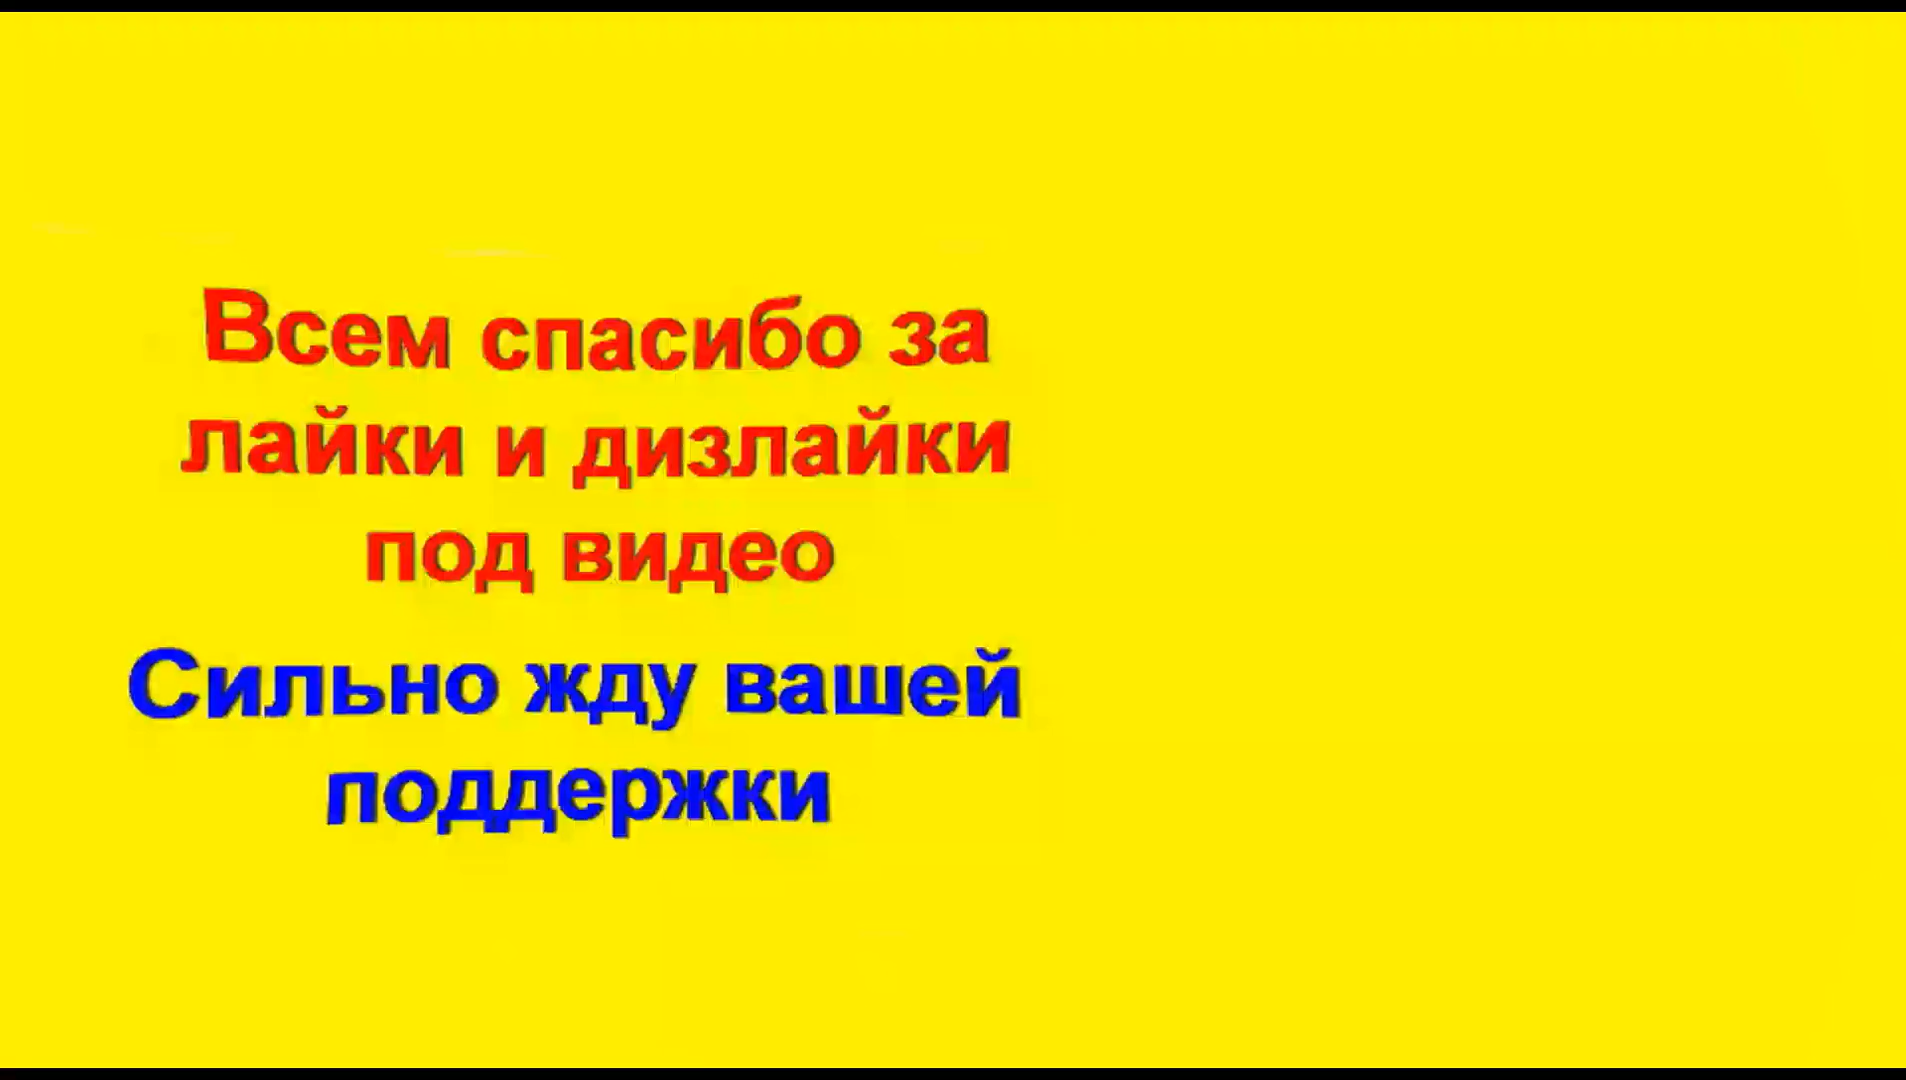 Всем спасибо за
лайки и дизлайки
под видео
Сильно жду вашей
поддержки